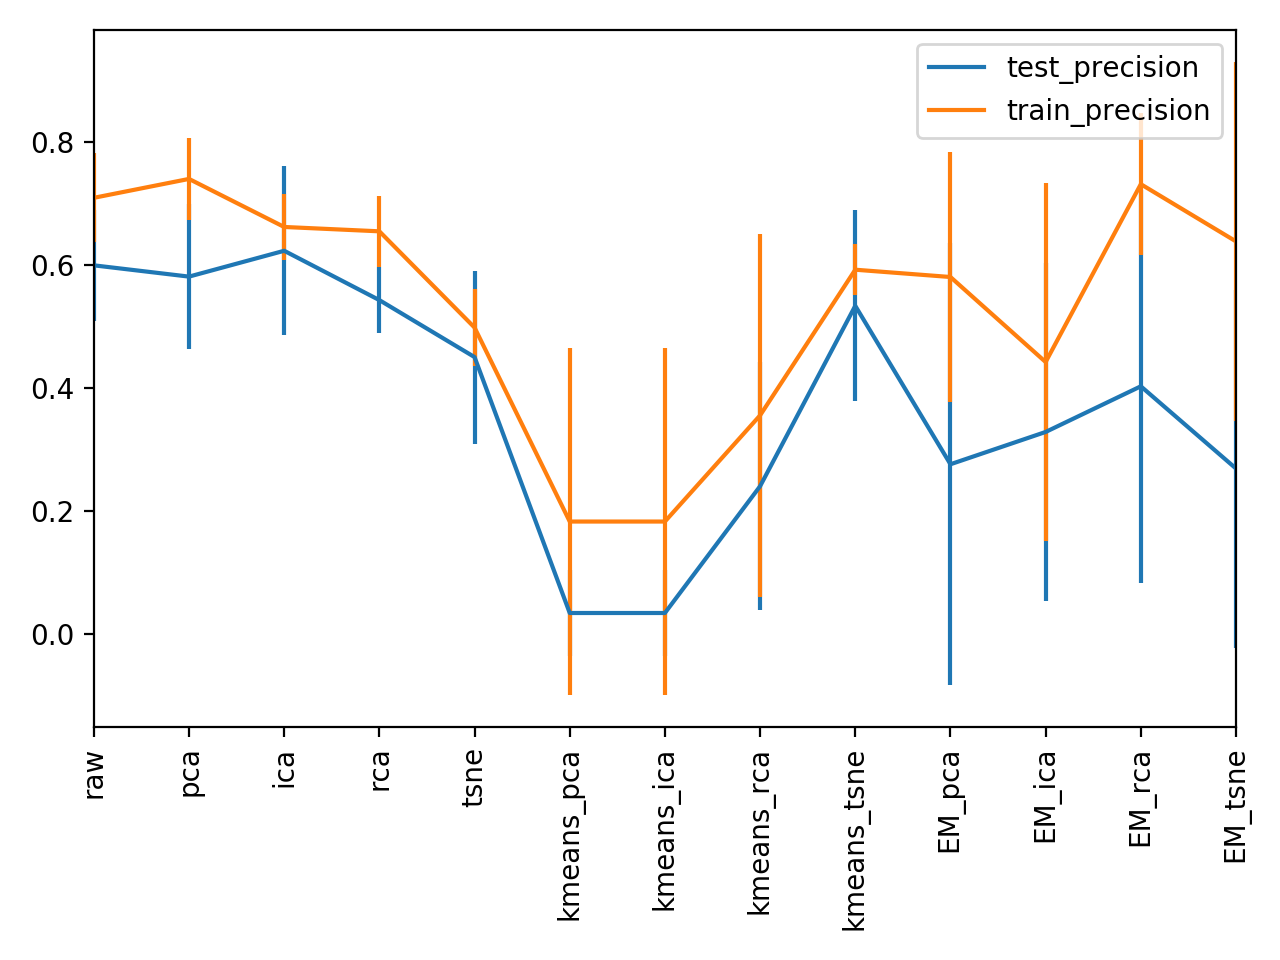 test_precision
train_precision
0.8
0.6
0.4
0.2
0.0
raw
pca
ica
rca
tsne
kmeans_pca
kmeans_ica
kmeans_rca
kmeans_tsne
EM_pca
EM_ica
EM_rca
EM_tsne